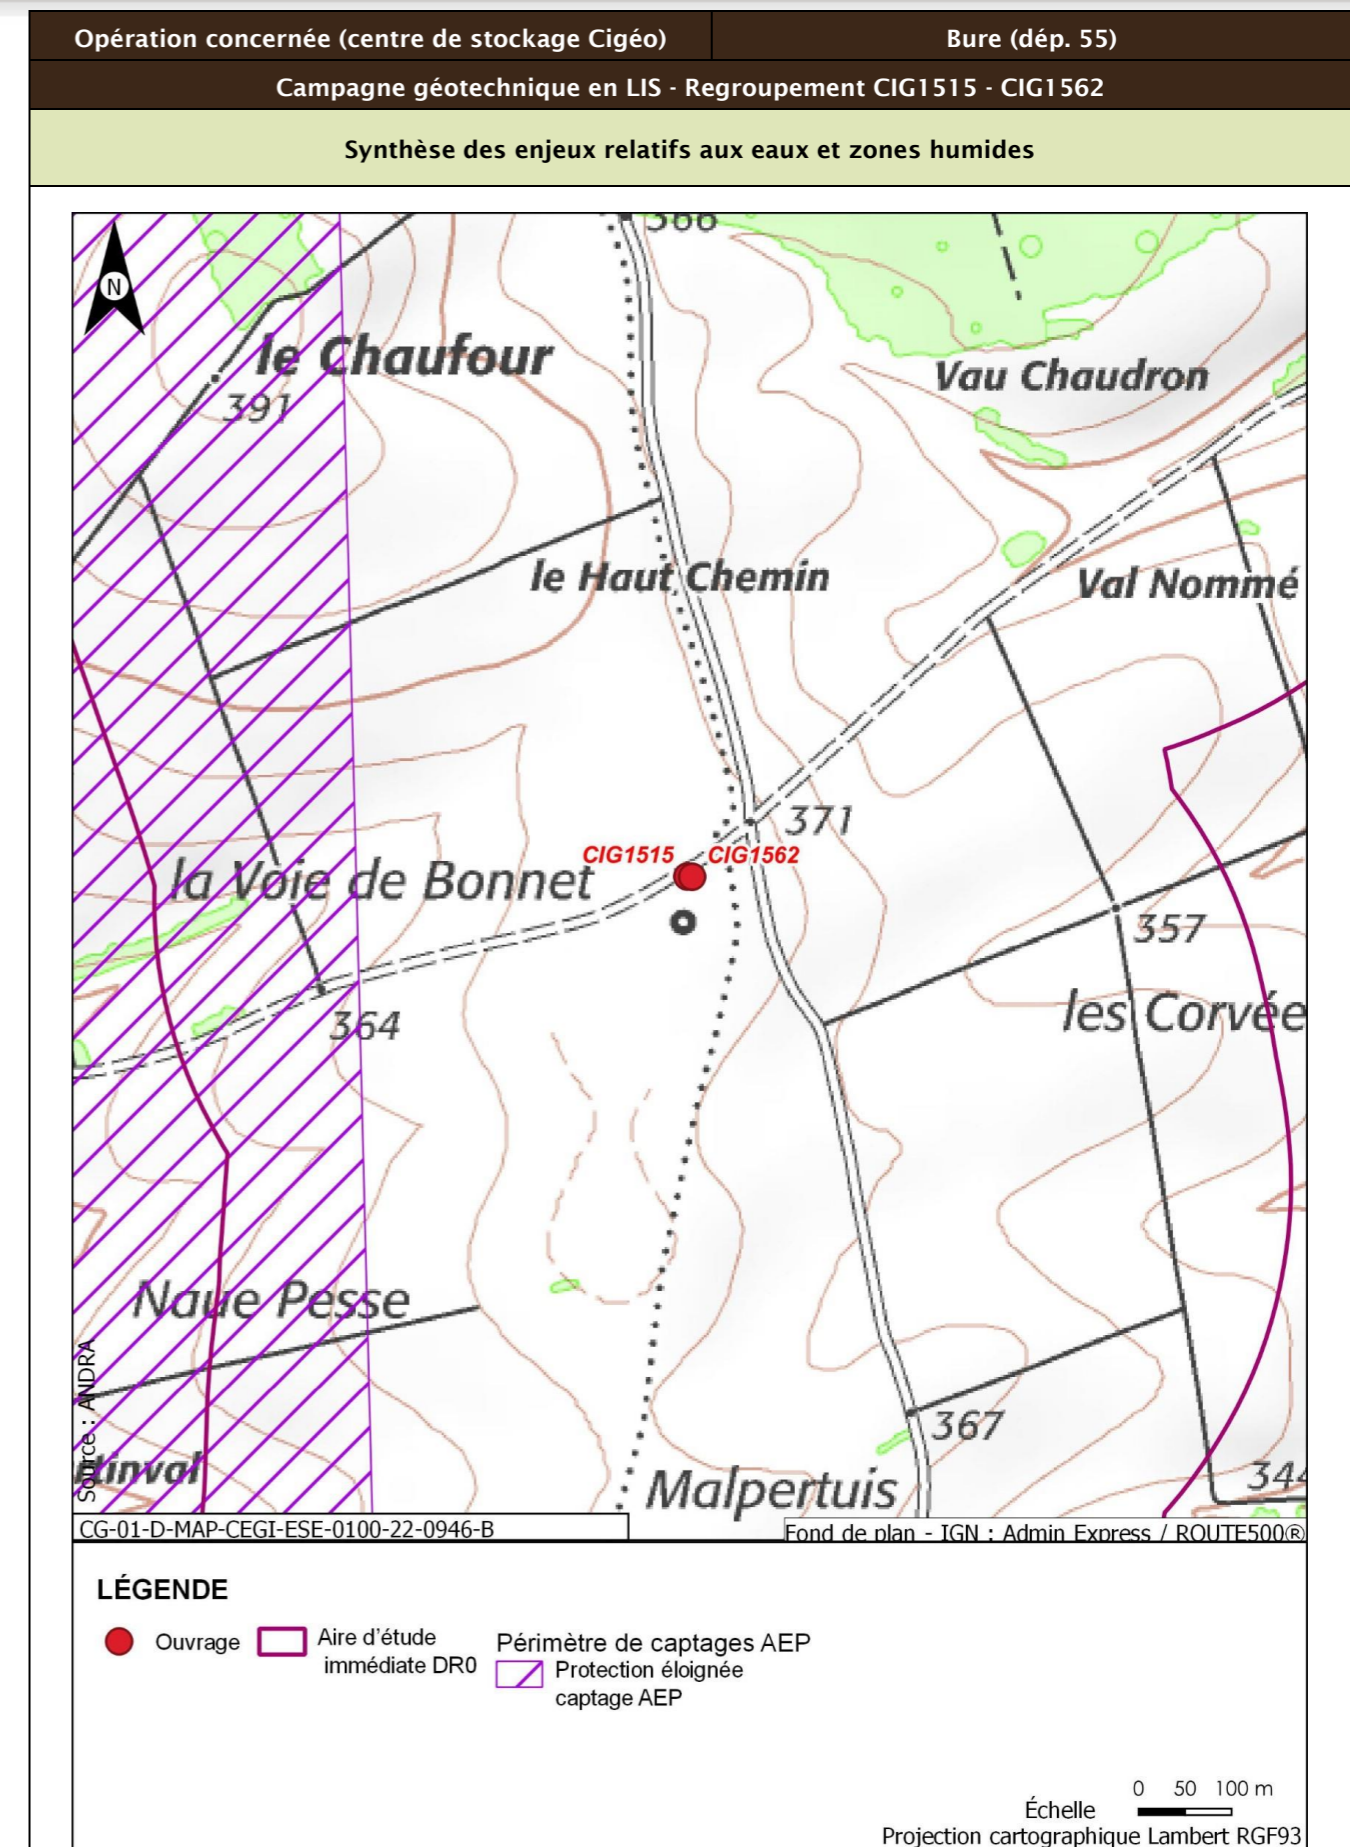 Opération concernée (centre de stockage Cigéo)
Bure (dép. 55)
Campagne géotechnique en LIS - Regroupement CIG1515 - CIG1562
Synthèse des enjeux relatifs aux eaux et zones humides
N
le Chaufour
391
Vau Chaudron
le Haut Chemin
Val Nommé
371
CIG1515
CIG1562
la Voie de Bonnet
357
364
les Corvée
Naue Pesse
367
Malpertuis
344
Source : ANDRA
CG-01-D-MAP-CEGI-ESE-0100-22-0946-B
Fond de plan - IGN : Admin Express / ROUTE500®
LÉGENDE
Ouvrage
Aire d'étude
immédiate DR0
Périmètre de captages AEP
Protection éloignée
captage AEP
0 50 100 m
Échelle
Projection cartographique Lambert RGF93